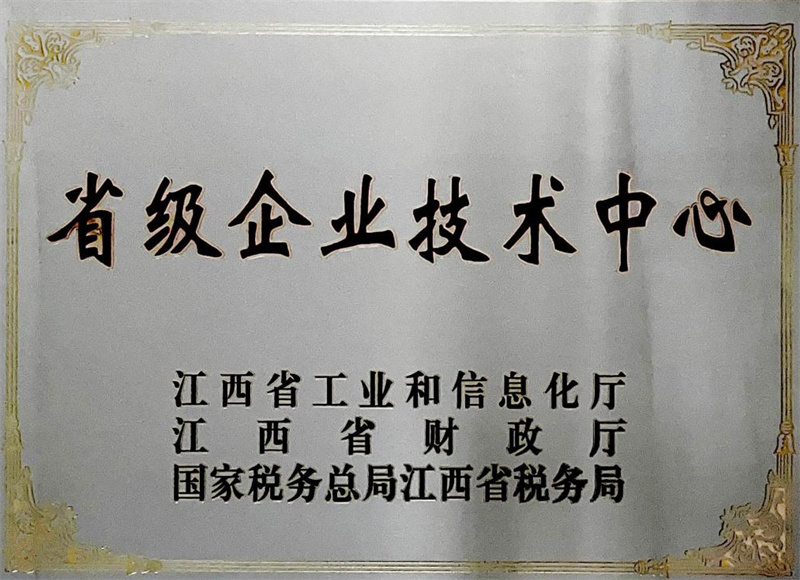 省级企业技术中心
江西省工业和信息化厅
江西省财政厅
国家税务总局江西省税务局